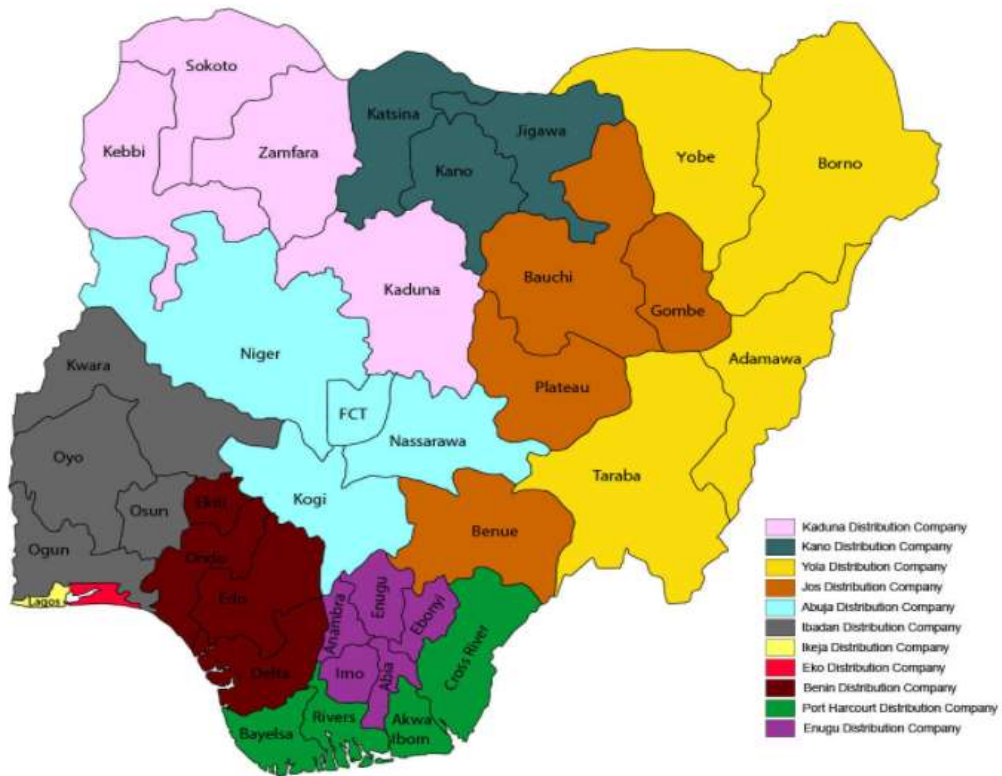 Sokoto
Kebbi
Zamfara
Katsina
Jigawa
Kano
Yobe
Borno
Kaduna
Bauchi
Gombe
Adamawa
Niger
Kwara
Plateau
FCT
Nassarawa
Oyo
Taraba
Kogi
Osun
Benue
Ekiti
Ogun
Ondo
Edo
Lagos
Anambra
Enugu
Ebonyi
Delta
Imo
Abia
Cross River
Bayelsa
Rivers
Akwa
Ibom
Kaduna Distribution Company
Kano Distribution Company
Yola Distribution Company
Jos Distribution Company
Abuja Distribution Company
Ibadan Distribution Company
Ikeja Distribution Company
Eko Distribution Company
Benin Distribution Company
Port Harcourt Distribution Company
Enugu Distribution Company